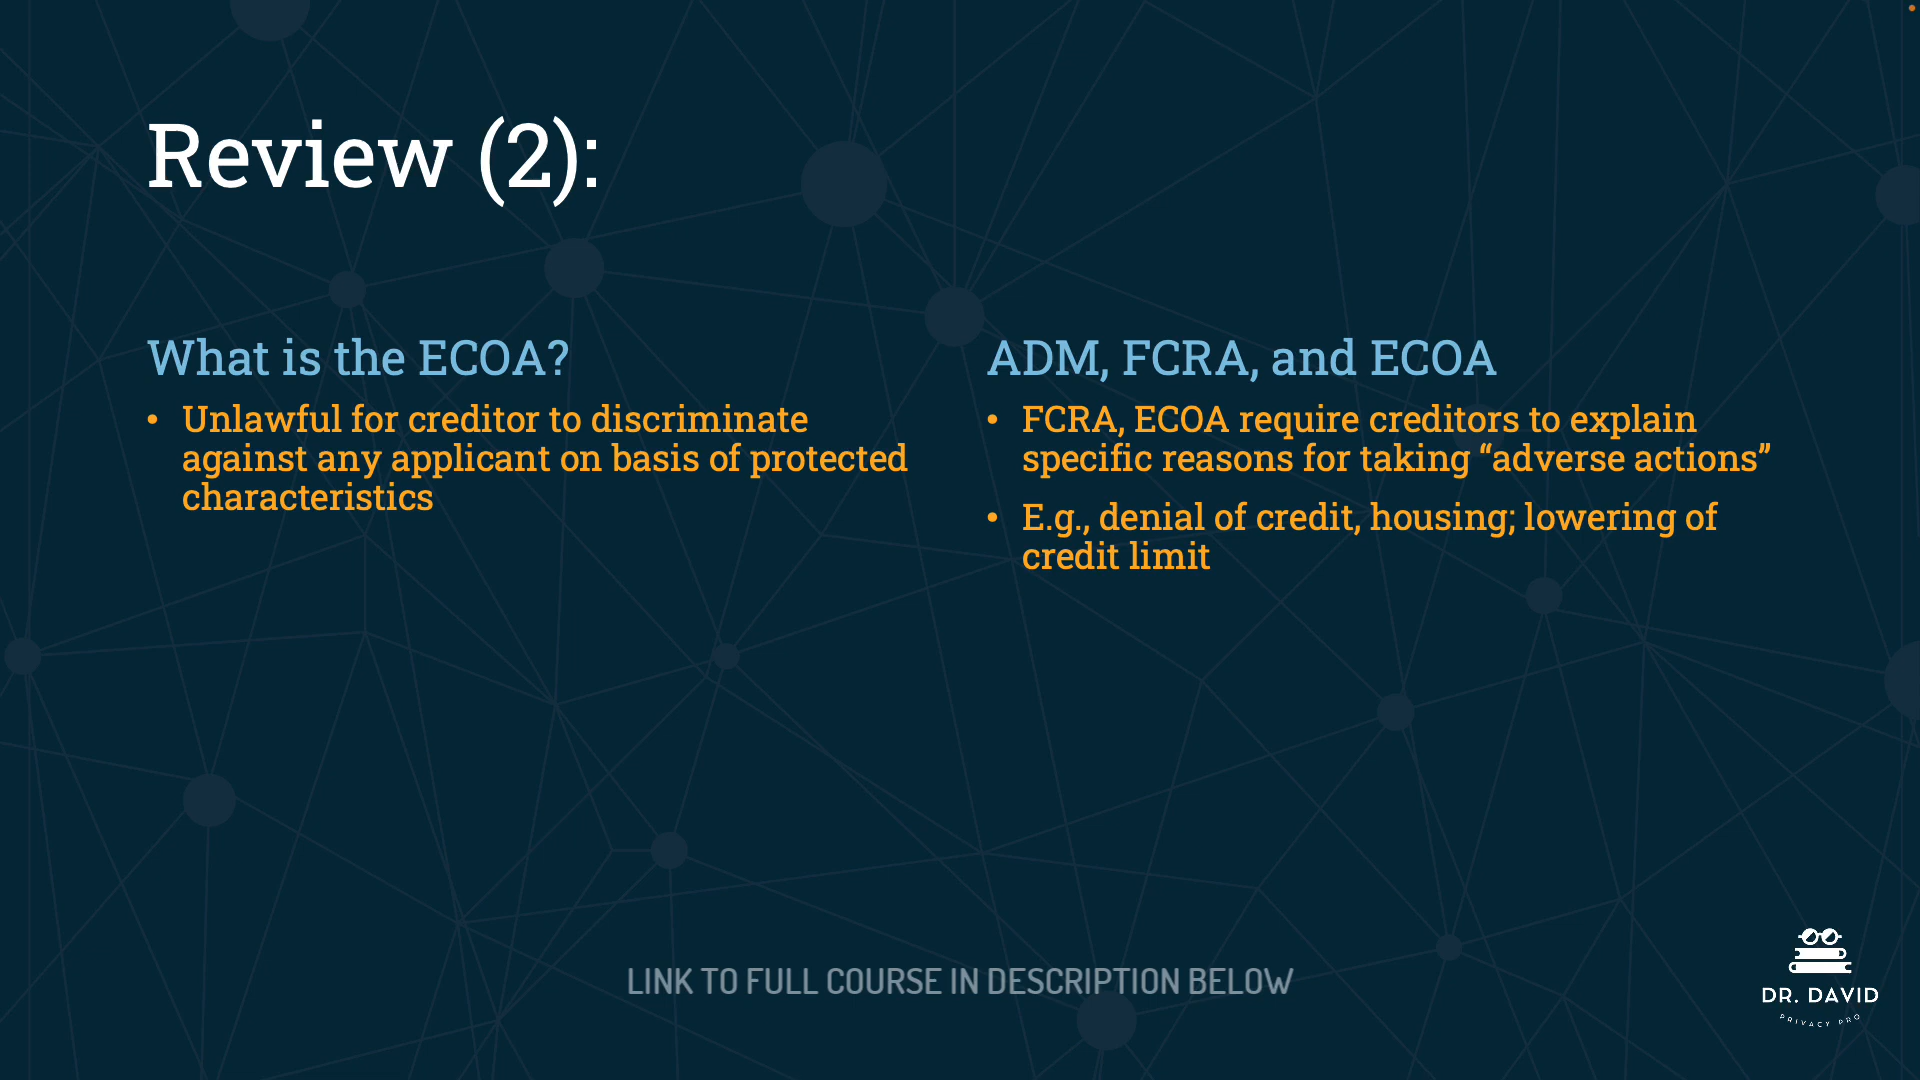 Review (2):
What is the ECOA?
• Unlawful for creditor to discriminate
against any applicant on basis of protected
characteristics
ADM, FCRA, and ECOA
• FCRA, ECOA require creditors to explain
specific reasons for taking “adverse actions”
• E.g., denial of credit, housing; lowering of
credit limit
LINK TO FULL COURSE IN DESCRIPTION BELOW
DR. DAVID
PRIVACY PRO